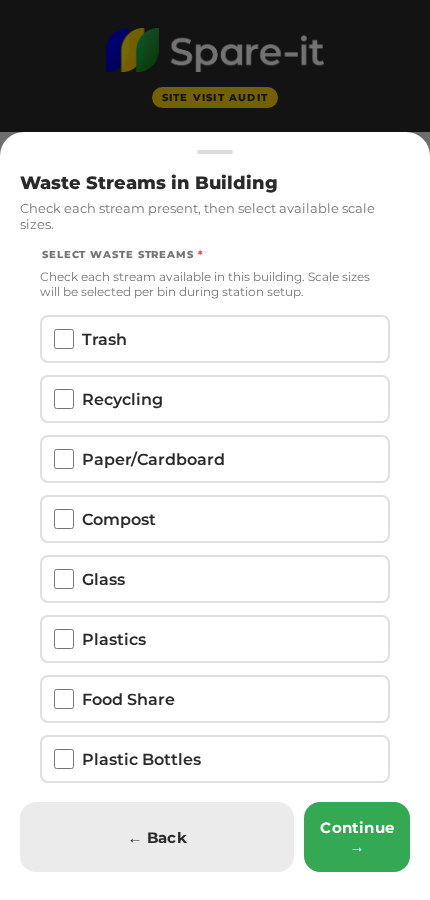 Spare-it
SITE VISIT AUDIT
Waste Streams in Building
Check each stream present, then select available scale
sizes.
SELECT WASTE STREAMS *
Check each stream available in this building. Scale sizes
will be selected per bin during station setup.
Trash
Recycling
Paper/Cardboard
Compost
Glass
Plastics
Food Share
Plastic Bottles
← Back
Continue
→